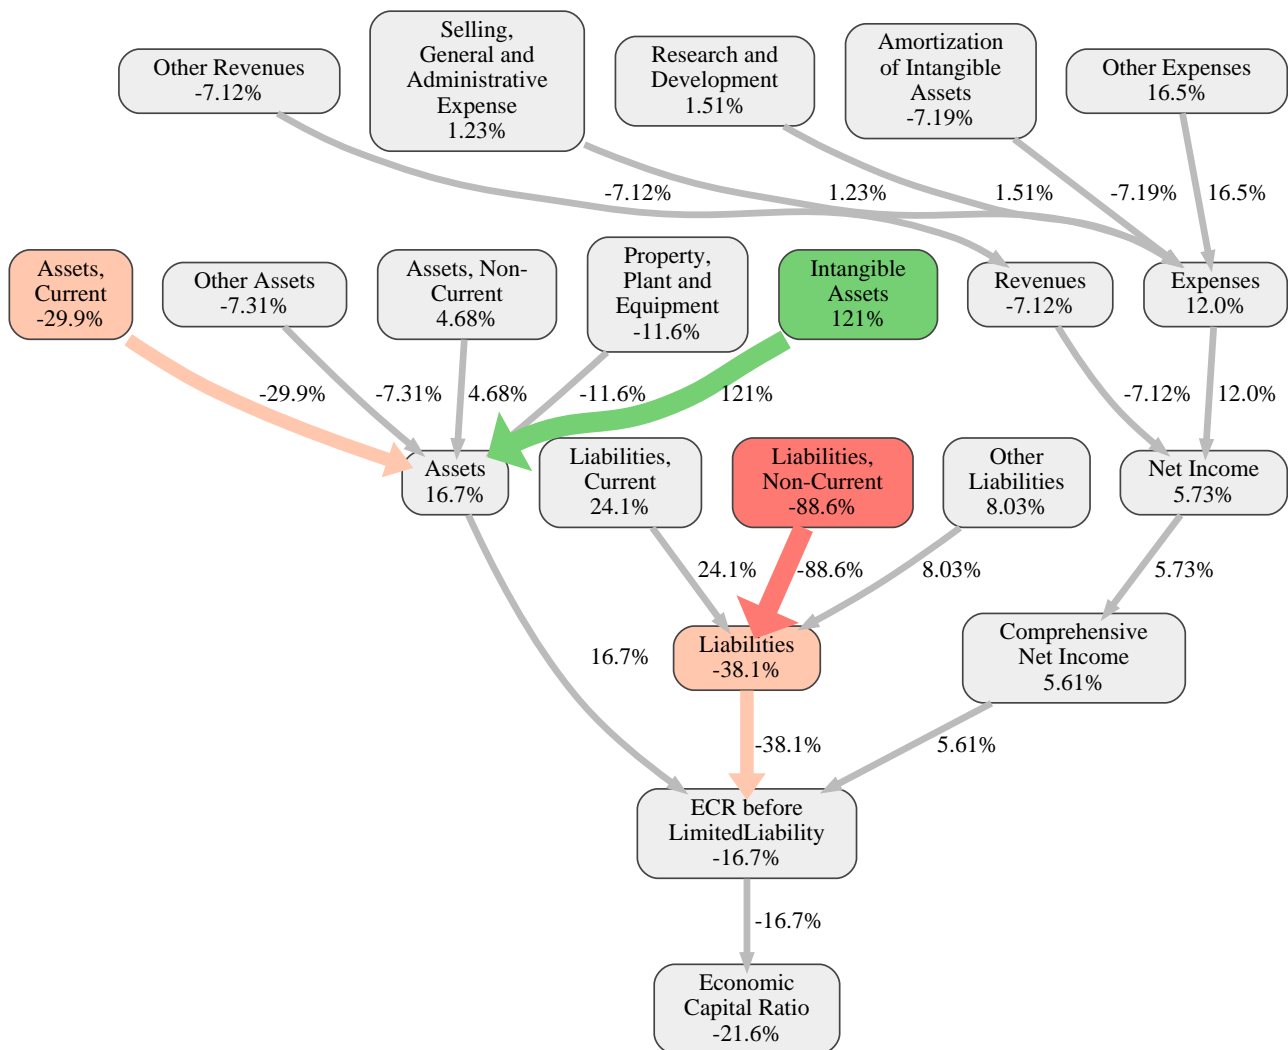 Other Revenues
-7.12%
Selling,
General and
Administrative
Expense
1.23%
Research and
Development
1.51%
Amortization
of Intangible
Assets
-7.19%
Other Expenses
16.5%
-7.12%
1.23%
1.51%
-7.19%
16.5%
Assets,
Current
-29.9%
Other Assets
-7.31%
Assets, Non-
Current
4.68%
Property,
Plant and
Equipment
-11.6%
Intangible
Assets
121%
Revenues
-7.12%
Expenses
12.0%
-29.9%
-7.31%
4.68%
-11.6%
121%
-7.12%
12.0%
Assets
16.7%
Liabilities,
Current
24.1%
Liabilities,
Non-Current
-88.6%
Other
Liabilities
8.03%
Net Income
5.73%
24.1%
-88.6%
8.03%
5.73%
16.7%
Liabilities
-38.1%
Comprehensive
Net Income
5.61%
-38.1%
5.61%
ECR before
LimitedLiability
-16.7%
-16.7%
Economic
Capital Ratio
-21.6%